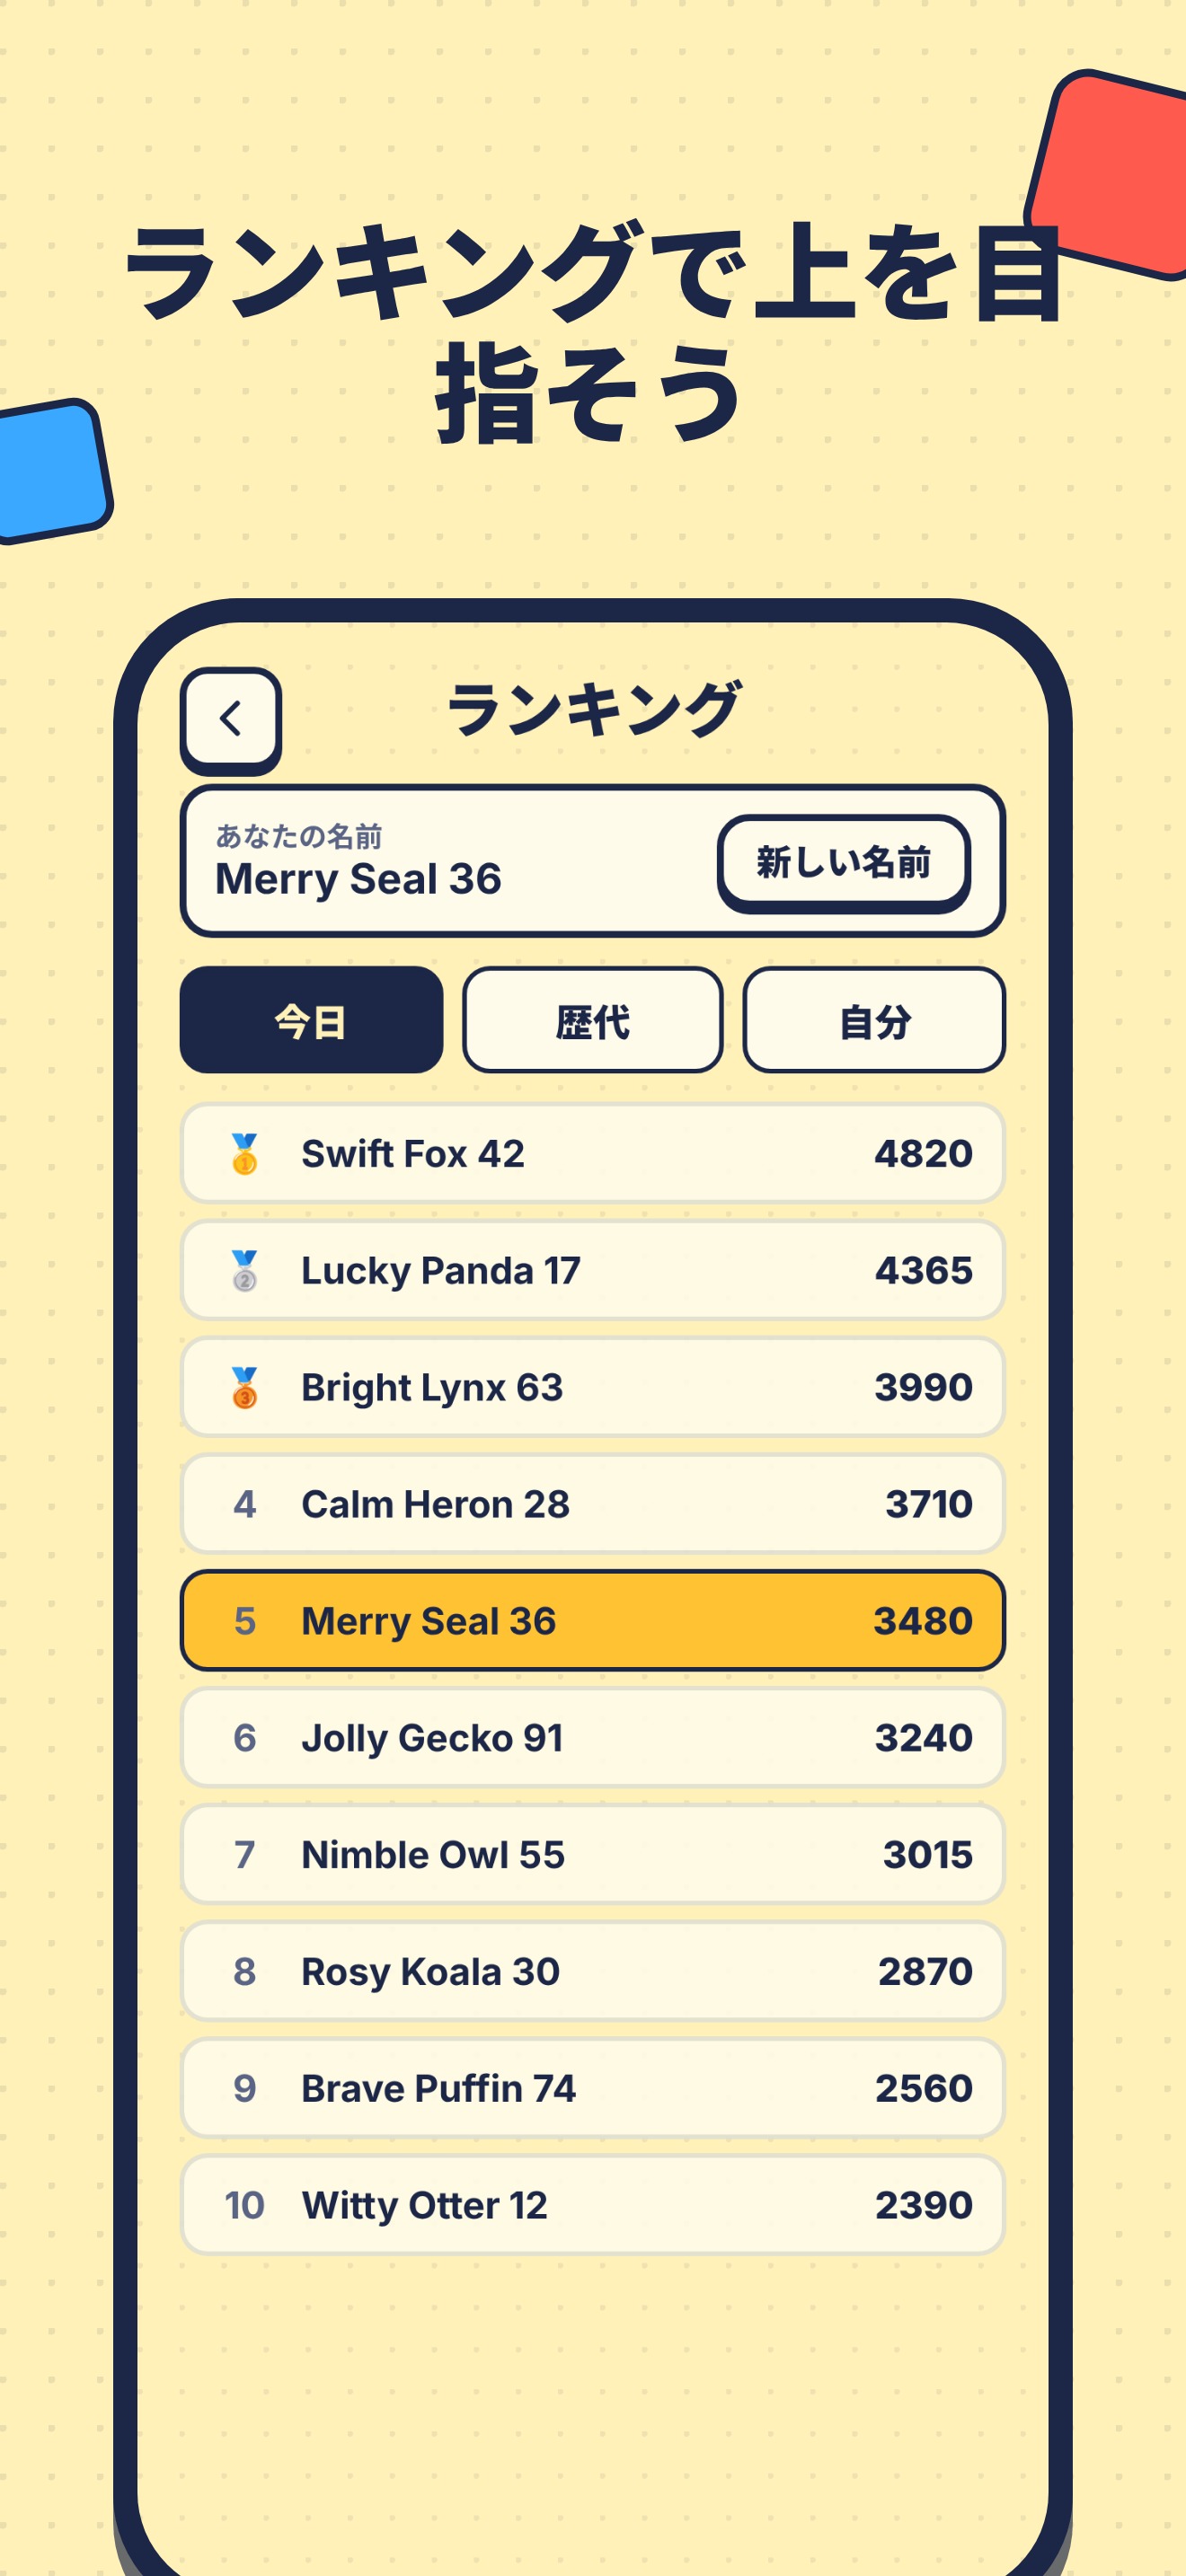 ランキングで上を目
指そう
ランキング
あなたの名前
Merry Seal 36
新しい名前
今日 歴代 自分
1 Swift Fox 42 4820
2 Lucky Panda 17 4365
3 Bright Lynx 63 3990
4 Calm Heron 28 3710
5 Merry Seal 36 3480
6 Jolly Gecko 91 3240
7 Nimble Owl 55 3015
8 Rosy Koala 30 2870
9 Brave Puffin 74 2560
10 Witty Otter 12 2390